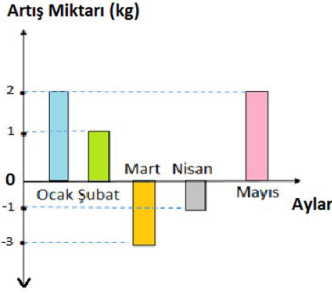 Artış Miktarı (kg)
2
1
Mart Nisan
0
Ocak Şubat
Mayıs
-1
Aylar
-3